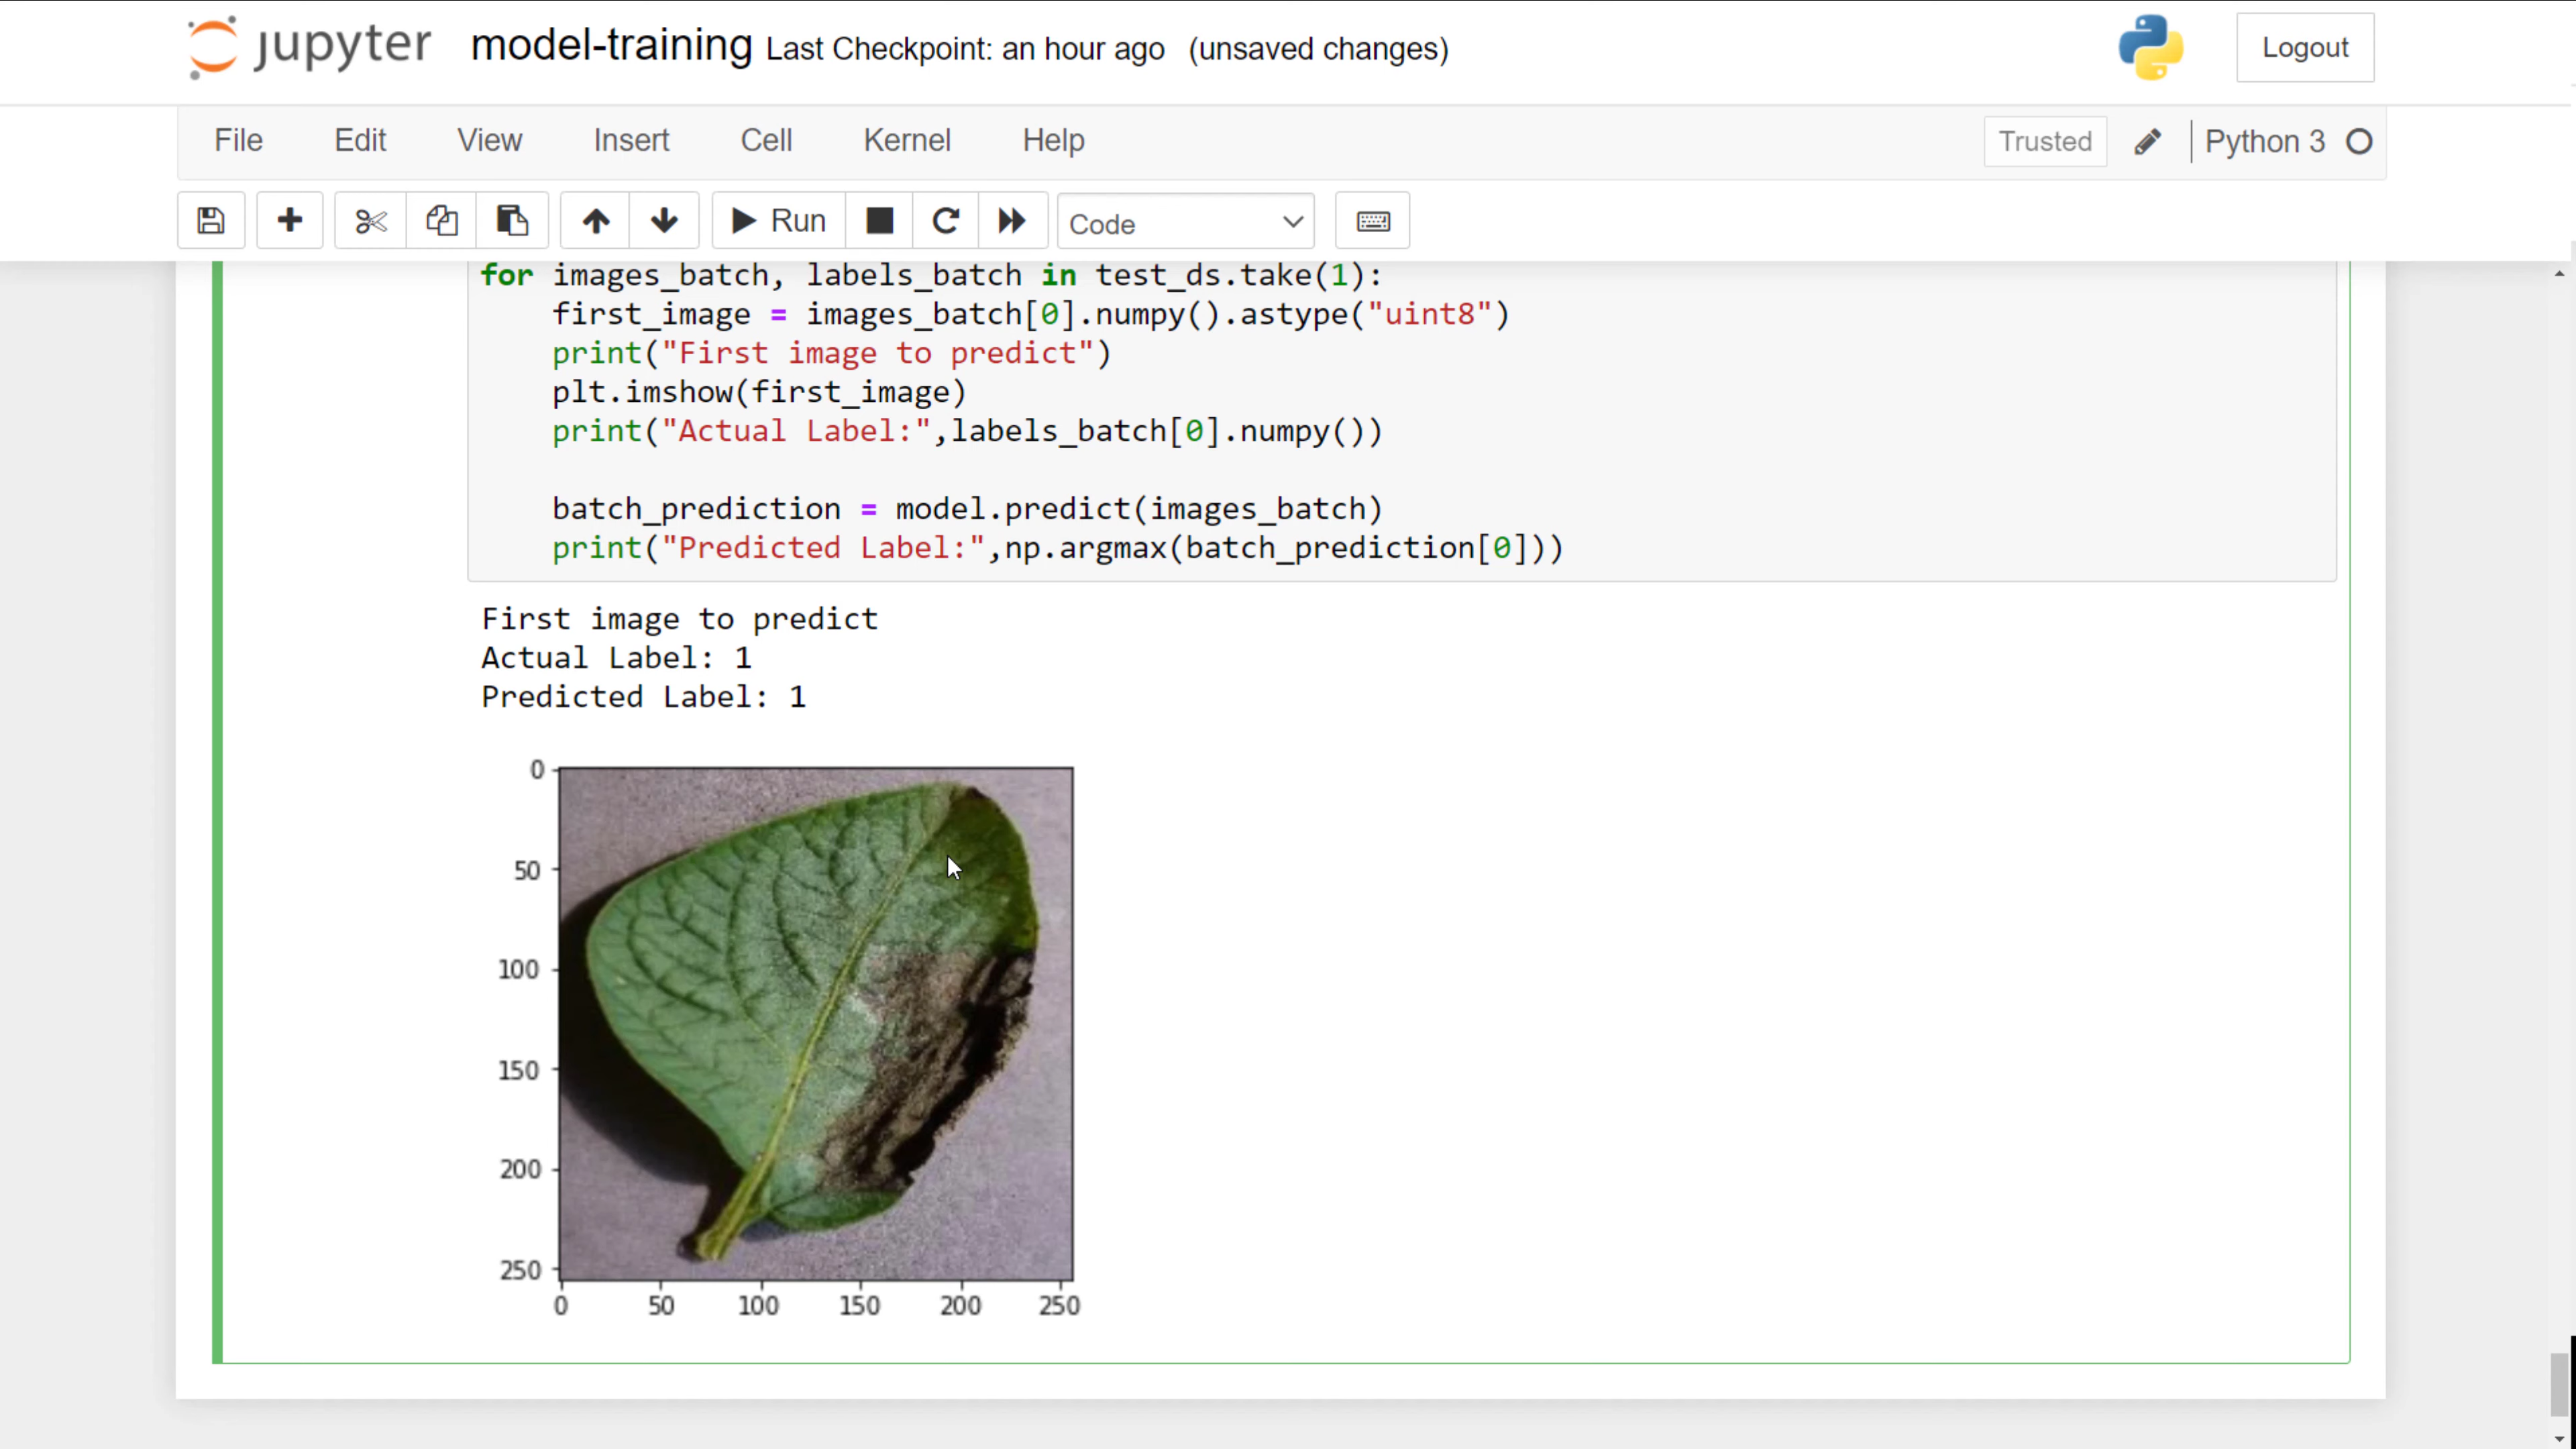 jupyter model-training Last Checkpoint: an hour ago (unsaved changes) Logout
File Edit View Insert Cell Kernel Help Trusted Python 3
Run Code
for images_batch, labels_batch in test_ds.take(1):
first_image = images_batch[0].numpy().astype("uint8")
print("First image to predict")
plt.imshow(first_image)
print("Actual Label:",labels_batch[0].numpy())
batch_prediction = model.predict(images_batch)
print("Predicted Label:",np.argmax(batch_prediction[0]))
First image to predict
Actual Label: 1
Predicted Label: 1
0
50
100
150
200
250
0 50 100 150 200 250